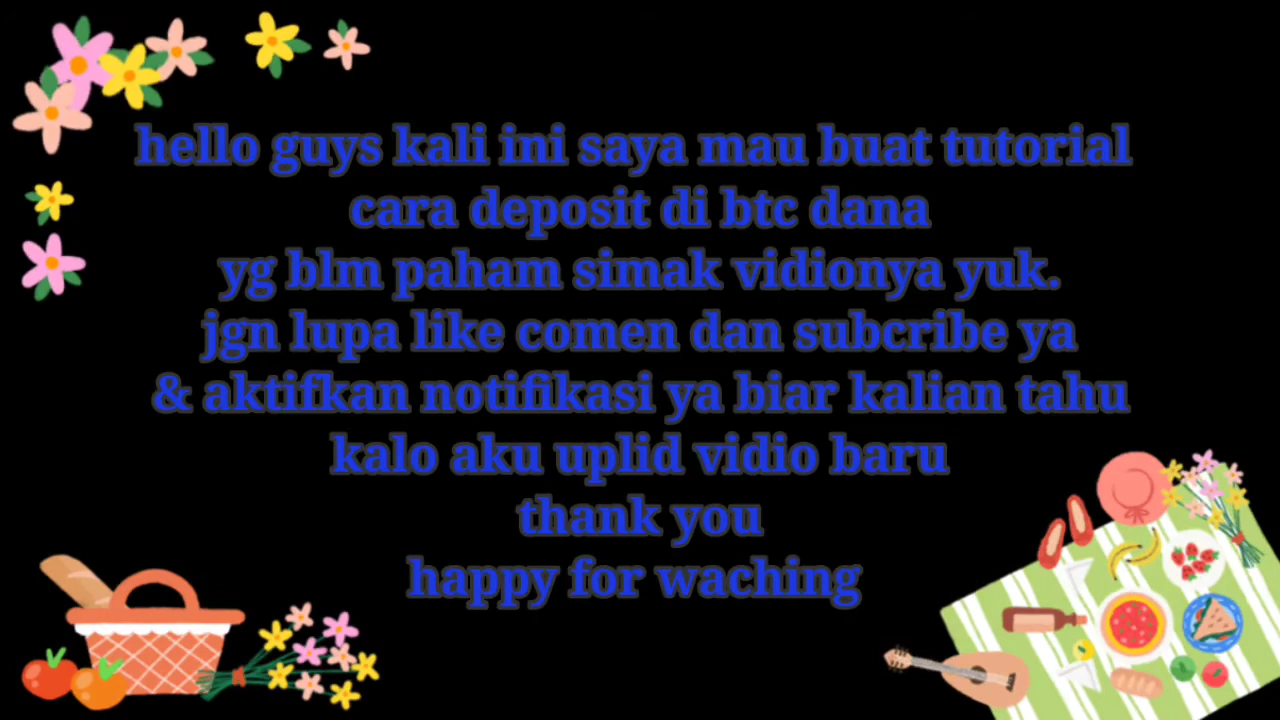 hello guys kali ini saya mau buat tutorial
cara deposit di btc dana
yg blm paham simak vidionya yuk.
jgn lupa like comen dan subcribe ya
& aktifkan notifikasi ya biar kalian tahu
kalo aku uplid vidio baru
thank you
happy for waching